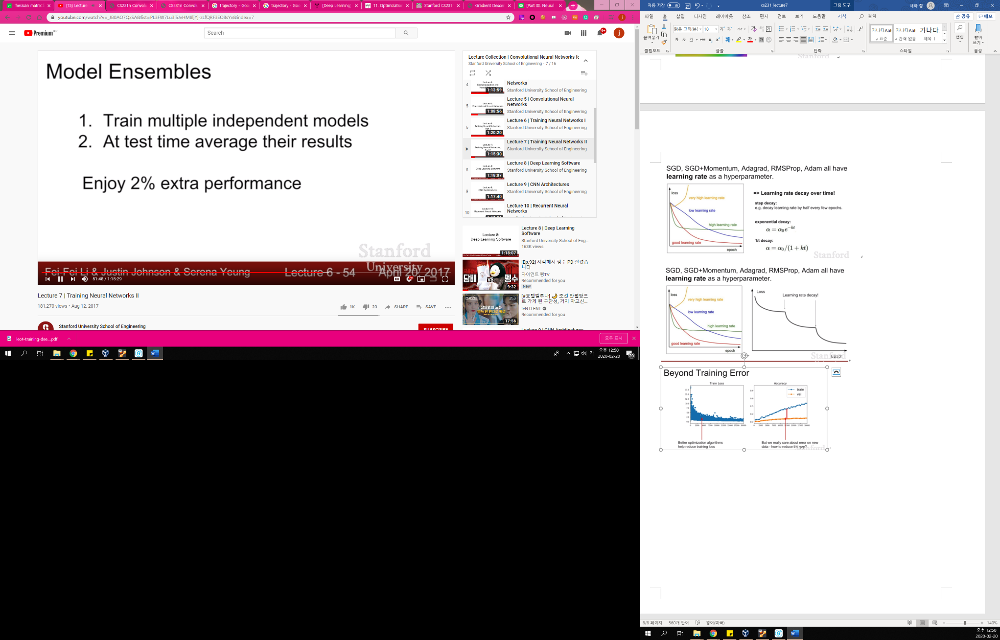 'hessian matrix'
(15) Lecture
CS231n Convolu
CS231n Convolu
trajectory - Goo
trajectory - Goo
[Deep Learning]
11. Optimization
Stanford CS231n
Gradient Descen
[Part Ⅲ. Neural
youtube.com/watch?v=_JB0AO7QxSA&list=PL3FW7Lu3i5JvHM8ljYj-zLfQRF3EO8sYv&index=7
Premium KR
Search
9+
j
Model Ensembles
1. Train multiple independent models
2. At test time average their results
Enjoy 2% extra performance
Stanford
University
Fei-Fei Li & Justin Johnson & Serena Yeung
Lecture 6 - 54
April 20, 2017
51:48 / 1:15:29
Lecture 7 | Training Neural Networks II
181,270 views • Aug 12, 2017
1K
23
SHARE
SAVE
Stanford University School of Engineering
SUBSCRIBE
Lecture Collection | Convolutional Neural Networks fo
Stanford University School of Engineering - 7 / 16
4
1:13:59
Networks
Stanford University School of Engineering
5
1:08:56
Lecture 5 | Convolutional Neural
Networks
Stanford University School of Engineering
6
1:20:20
Lecture 6 | Training Neural Networks I
Stanford University School of Engineering
1:15:30
Lecture 7 | Training Neural Networks II
Stanford University School of Engineering
8
1:18:07
Lecture 8 | Deep Learning Software
Stanford University School of Engineering
9
1:17:40
Lecture 9 | CNN Architectures
Stanford University School of Engineering
10
Lecture 10 | Recurrent Neural
Networks
Lecture 8:
Deep Learning Software
1:18:07
Lecture 8 | Deep Learning
Software
Stanford University School of Eng...
163K views
담배 VS 펭수
9:32
[Ep.92] 지각해서 펭수 PD 잘렸습
니다
자이언트 펭TV
Recommended for you
New
17:56
[#호텔델루나] 🌙 조선 만월당으
로 가게 된 구찬성, 거지 마고신...
tvN D ENT
Recommended for you
Lecture 9 | CNN Architectures
lec4-training-dee....pdf
모두 표시
가
오후 12:50
2020-02-20
20
자동 저장
cs231_lecture7
그림 도구
새하 정
파일 홈 삽입 디자인 레이아웃 참조 편지 검토 보기 도움말 서식 검색
공유
메모
붙여넣기
맑은 고딕(본문
10
가나다AaB
표준
가나다AaB
간격 없음
가나다,
제목 1
편집
받아
쓰기
클립보드
글꼴
단락
스타일
음성
Stanford
SGD, SGD+Momentum, Adagrad, RMSProp, Adam all have
learning rate as a hyperparameter.
loss
very high learning rate
low learning rate
high learning rate
good learning rate
epoch
=> Learning rate decay over time!
step decay:
e.g. decay learning rate by half every few epochs.
exponential decay:
α = α₀e^{-kt}
1/t decay:
α = α₀/(1 + kt)
Stanford
SGD, SGD+Momentum, Adagrad, RMSProp, Adam all have
learning rate as a hyperparameter.
loss
very high learning rate
low learning rate
high learning rate
good learning rate
epoch
Loss
Learning rate decay!
Epoch
Stanford
Beyond Training Error
Train Loss
Accuracy
train
val
Better optimization algorithms
help reduce training loss
But we really care about error on new
data - how to reduce the gap?
Stanford
8/8 페이지
560개 단어
영어(미국)
140%
오후 12:50
2020-02-20